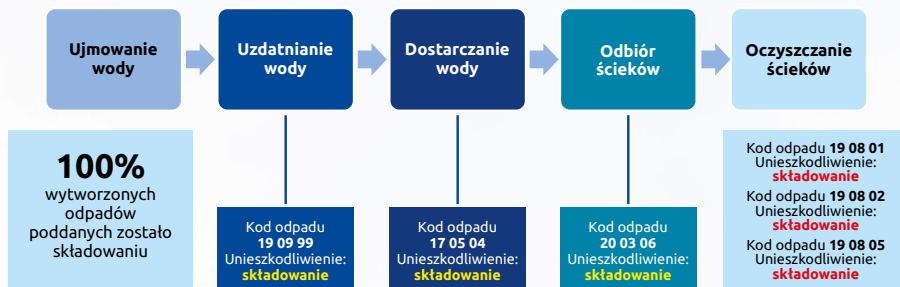 Ujmowanie
wody
Uzdatnianie
wody
Dostarczanie
wody
Odbiór
ścieków
Oczyszczanie
ścieków
100%
wytworzonych
odpadów
poddanych zostało
składowaniu
Kod odpadu
19 09 99
Unieszkodliwienie:
składowanie
Kod odpadu
17 05 04
Unieszkodliwienie:
składowanie
Kod odpadu
20 03 06
Unieszkodliwienie:
składowanie
Kod odpadu 19 08 01
Unieszkodliwienie:
składowanie
Kod odpadu 19 08 02
Unieszkodliwienie:
składowanie
Kod odpadu 19 08 05
Unieszkodliwienie:
składowanie